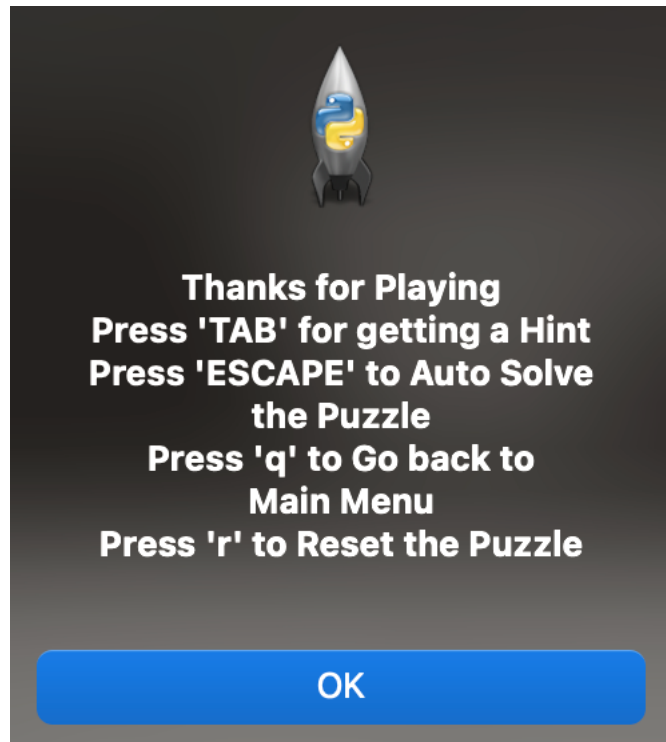 Thanks for Playing
Press 'TAB' for getting a Hint
Press 'ESCAPE' to Auto Solve
the Puzzle
Press 'q' to Go back to
Main Menu
Press 'r' to Reset the Puzzle
OK